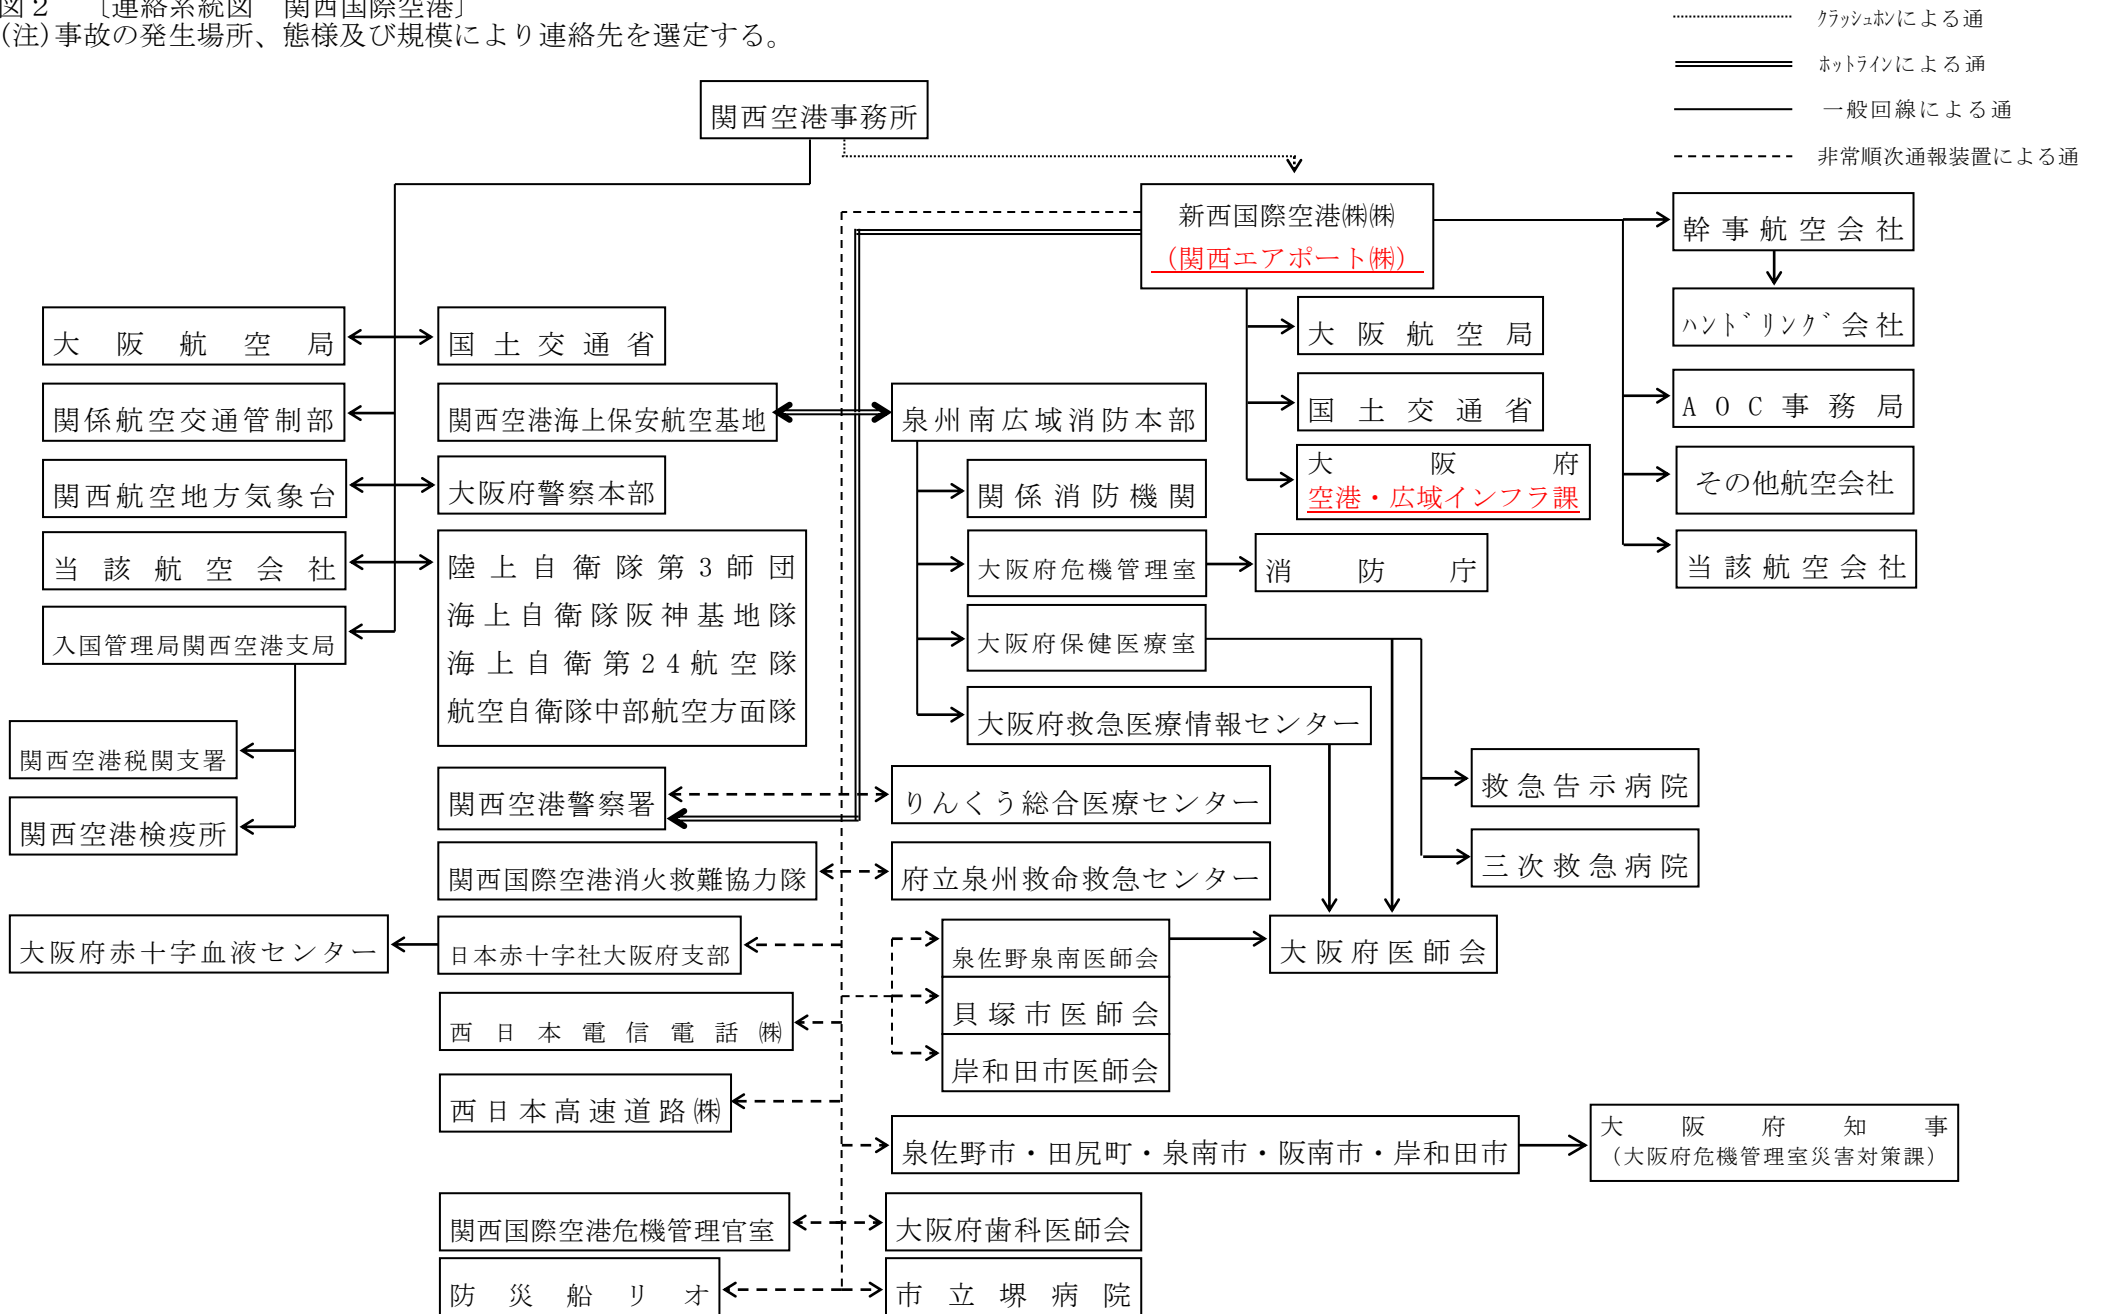 図２　〔連絡系統図　関西国際空港〕
(注)事故の発生場所、態様及び規模により連絡先を選定する。
ｸﾗｯｼｭﾎﾝによる通
ﾎｯﾄﾗｲﾝによる通
一般回線による通
非常順次通報装置による通
関西空港事務所
新西国際空港㈱㈱
（関西エアポート㈱）
幹事航空会社
ﾊﾝﾄﾞﾘﾝｸﾞ会社
AOC事務局
その他航空会社
当該航空会社
大阪航空局
国土交通省
大阪府
空港・広域インフラ課
大阪航空局
国土交通省
関係航空交通管制部
関西空港海上保安航空基地
泉州南広域消防本部
関西航空地方気象台
大阪府警察本部
関係消防機関
当該航空会社
陸上自衛隊第3師団
海上自衛隊阪神基地隊
海上自衛第24航空隊
航空自衛隊中部航空方面隊
大阪府危機管理室
消防庁
入国管理局関西空港支局
大阪府保健医療室
大阪府救急医療情報センター
関西空港税関支署
関西空港検疫所
救急告示病院
三次救急病院
関西空港警察署
りんくう総合医療センター
関西国際空港消火救難協力隊
府立泉州救命救急センター
大阪府赤十字血液センター
日本赤十字社大阪府支部
泉佐野泉南医師会
貝塚市医師会
岸和田市医師会
大阪府医師会
西日本電信電話㈱
西日本高速道路㈱
泉佐野市・田尻町・泉南市・阪南市・岸和田市
大阪府知事
（大阪府危機管理室災害対策課）
関西国際空港危機管理官室
大阪府歯科医師会
防災船リオ
市立堺病院